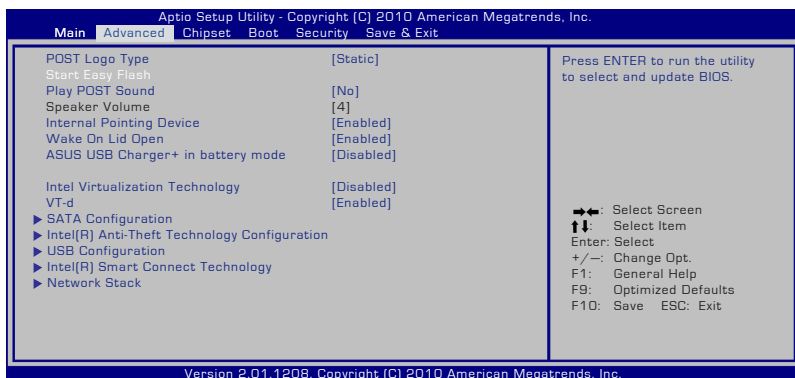 Aptio Setup Utility - Copyright (C) 2010 American Megatrends, Inc.
Main Advanced Chipset Boot Security Save & Exit
POST Logo Type [Static]
Start Easy Flash
Play POST Sound [No]
Speaker Volume [4]
Internal Pointing Device [Enabled]
Wake On Lid Open [Enabled]
ASUS USB Charger+ in battery mode [Disabled]
Intel Virtualization Technology [Disabled]
VT-d [Enabled]
SATA Configuration
Intel(R) Anti-Theft Technology Configuration
USB Configuration
Intel(R) Smart Connect Technology
Network Stack
Press ENTER to run the utility
to select and update BIOS.
→←: Select Screen
↑↓: Select Item
Enter: Select
+/—: Change Opt.
F1: General Help
F9: Optimized Defaults
F10: Save ESC: Exit
Version 2.01.1208. Copyright (C) 2010 American Megatrends, Inc.